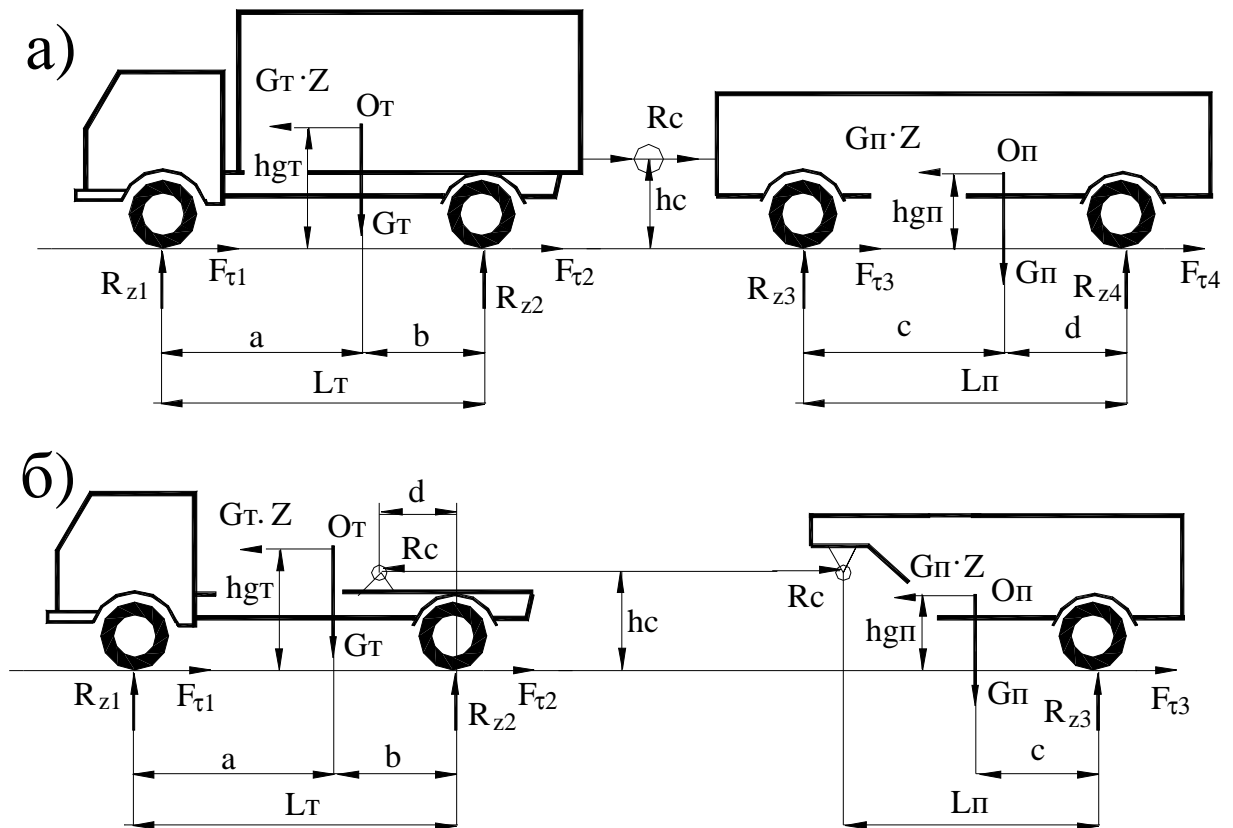 а)
Gт·Z
Oт
hgт
Gт
Rc
hc
Gп·Z
Oп
hgп
Gп
Rz1
Fτ1
Rz2
Fτ2
Rz3
Fτ3
Rz4
Fτ4
a
b
c
d
Lт
Lп
б)
Gт.Z
Oт
hgт
Gт
d
Rc
hc
Rc
Gп·Z
Oп
hgп
Gп
Rz1
Fτ1
Rz2
Fτ2
Rz3
Fτ3
a
b
c
Lт
Lп